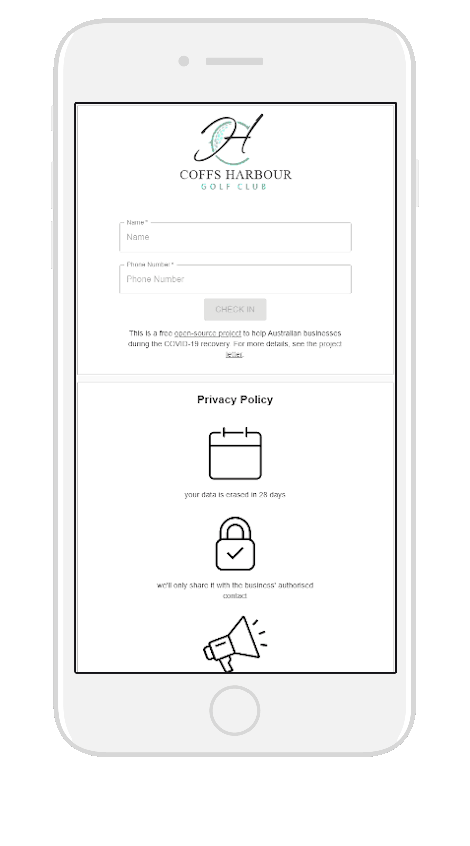 CH
COFFS HARBOUR
GOLF CLUB
Name *
Name
Phone Number *
Phone Number
CHECK IN
This is a free open-source project to help Australian businesses
during the COVID-19 recovery. For more details, see the project
letter.
Privacy Policy
your data is erased in 28 days
we'll only share it with the business' authorised
contact